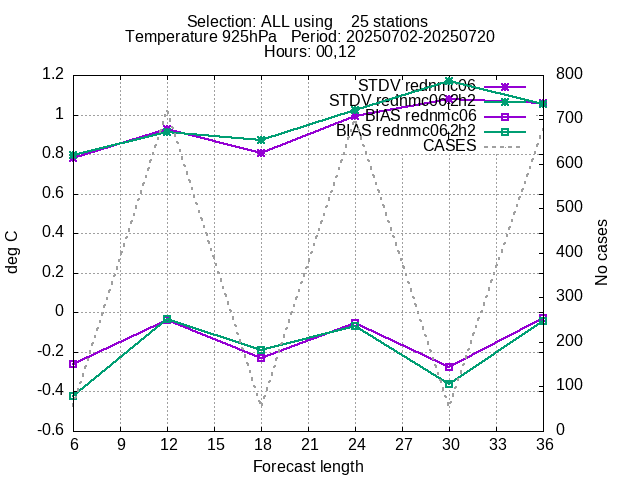 Selection: ALL using    25 stations
Temperature 925hPa   Period: 20250702-20250720
Hours: 00,12
STDV rednmc06
STDV rednmc06j2h2
BIAS rednmc06
BIAS rednmc06j2h2
CASES
1.2
1
0.8
0.6
0.4
0.2
0
-0.2
-0.4
-0.6
deg C
800
700
600
500
400
300
200
100
0
No cases
6 9 12 15 18 21 24 27 30 33 36
Forecast length